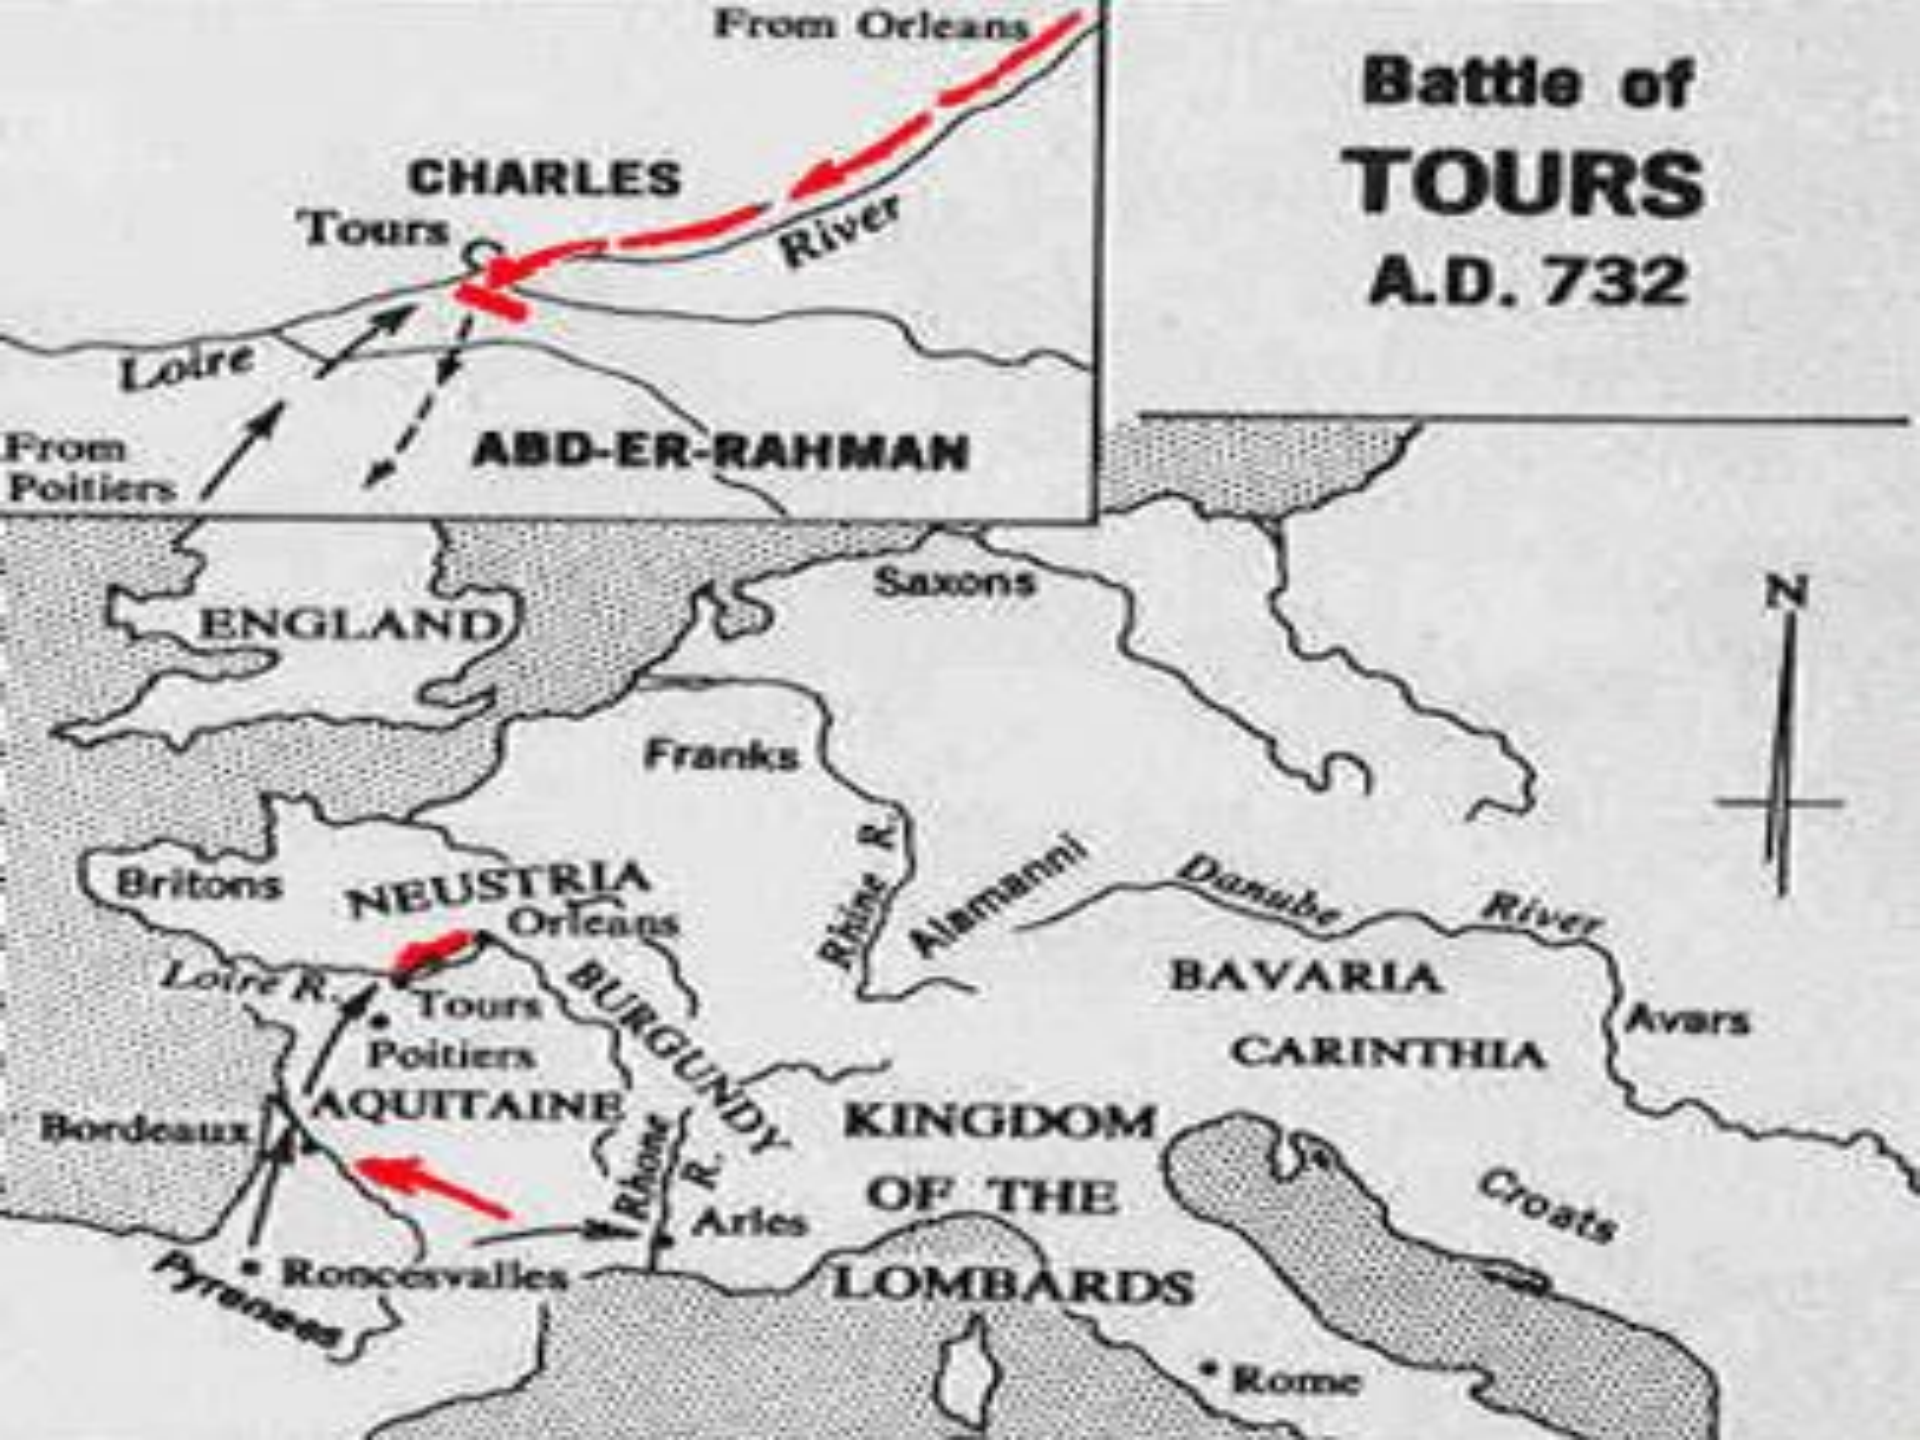 From Orleans
CHARLES
Tours
River
Loire
From
Poitiers
ABD-ER-RAHMAN
Battle of
TOURS
A.D. 732
N
ENGLAND
Saxons
Franks
Britons
NEUSTRIA
Orleans
Rhine R.
Alamanni
Danube River
Loire R.
Tours
BURGUNDY
BAVARIA
Avars
Poitiers
CARINTHIA
AQUITAINE
Bordeaux
KINGDOM
OF THE
LOMBARDS
Rhone R.
Arles
Croats
Roncesvalles
Pyrenees
Rome